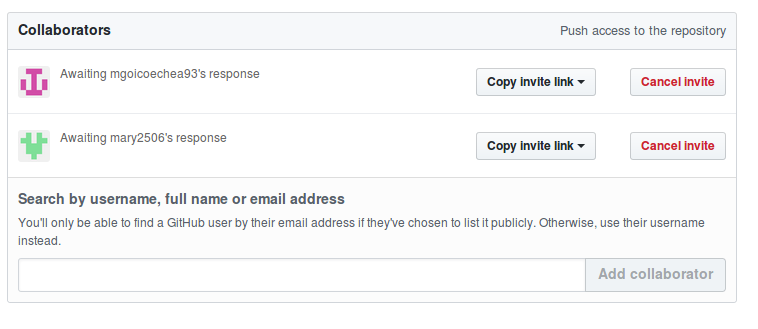 Collaborators
Push access to the repository
Awaiting mgoicoechea93's response
Copy invite link
Cancel invite
Awaiting mary2506's response
Copy invite link
Cancel invite
Search by username, full name or email address
You'll only be able to find a GitHub user by their email address if they've chosen to list it publicly. Otherwise, use their username
instead.
Add collaborator